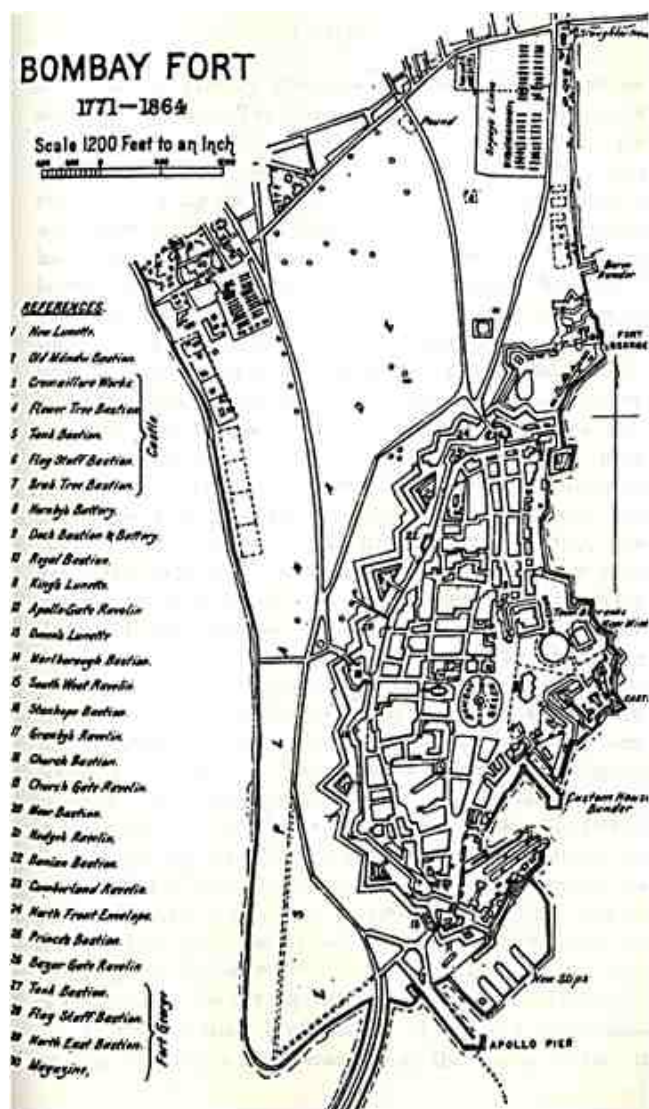 BOMBAY FORT
1771–1864
Scale 1200 Feet to an Inch
Pound
Sepoy Lines
Bunder
FORT GEORGE
REFERENCES
1 New Lunette.
2 Old Mandvi Bastion.
3 Cremaillare Works
4 Flower Tree Bastion
5 Tank Bastion.
6 Flag Staff Bastion.
7 Brab Tree Bastion.
Castle
8 Hornby's Battery.
9 Dock Bastion & Battery.
10 Royal Bastion.
King's Lunette.
12 Apollo Gate Ravelin
13 Lunette
14 Marlborough Bastion.
15 South West Ravelin
16 Stanhope Bastion.
17 Granby's Ravelin.
18 Church Bastion.
Church Gate Ravelin
20 New Bastion.
21 Ravelin.
22 Banian Bastion.
23 Cumberland Ravelin.
24 North Front Envelope.
25 Prince's Bastion.
26 Bazar Gate Ravelin
27 Tank Bastion.
28 Flag Staff Bastion.
29 North East Bastion.
30 Magazine,
Fort George
Custom House
Bunder
New Slips
APOLLO PIER